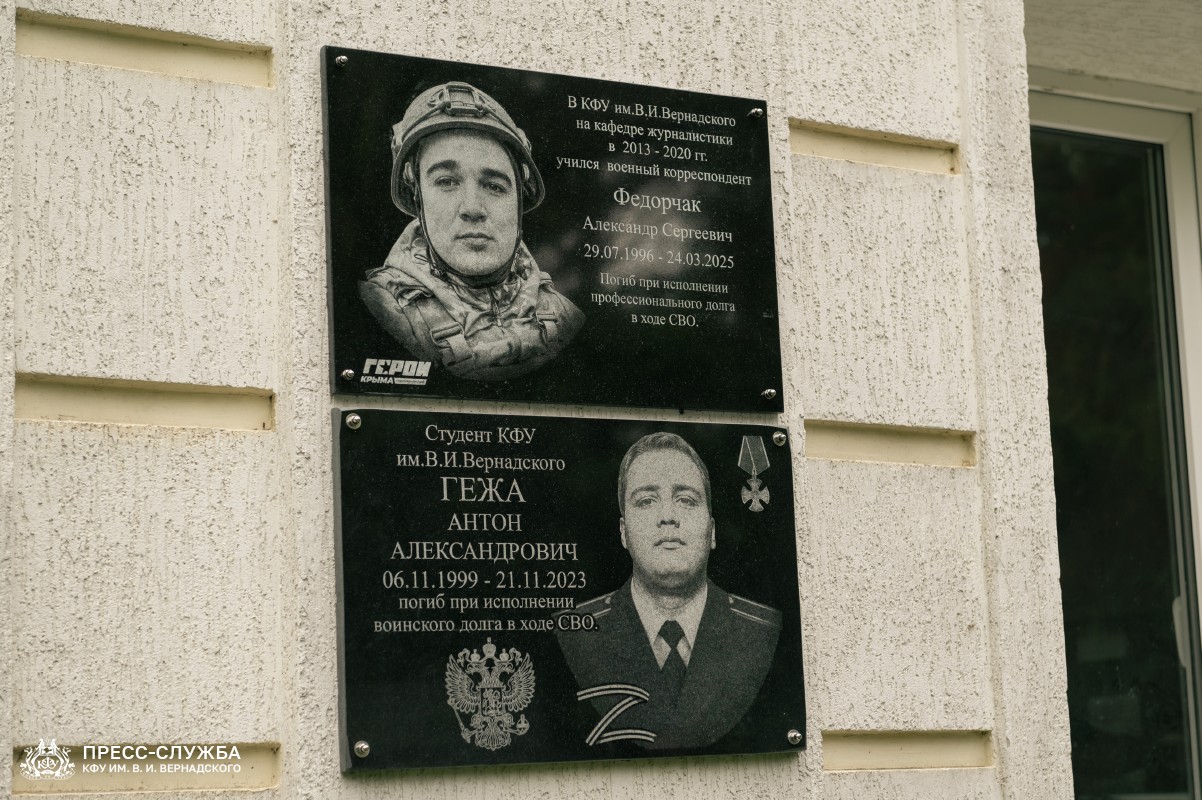 В КФУ им.В.И.Вернадского
на кафедре журналистики
в 2013 - 2020 гг.
учился военный корреспондент
Федорчак
Александр Сергеевич
29.07.1996 - 24.03.2025
Погиб при исполнении
профессионального долга
в ходе СВО.
ГЕРОИ
КРЫМА
Студент КФУ
им.В.И.Вернадского
ГЕЖА
АНТОН
АЛЕКСАНДРОВИЧ
06.11.1999 - 21.11.2023
погиб при исполнении
воинского долга в ходе СВО.
Z
КФУ
ПРЕСС-СЛУЖБА
КФУ ИМ. В. И. ВЕРНАДСКОГО